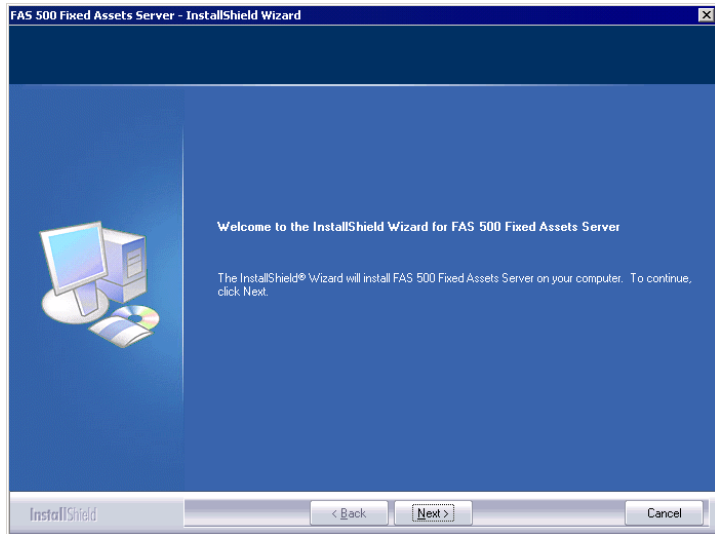 FAS 500 Fixed Assets Server - InstallShield Wizard
Welcome to the InstallShield Wizard for FAS 500 Fixed Assets Server
The InstallShield® Wizard will install FAS 500 Fixed Assets Server on your computer. To continue,
click Next.
InstallShield
< Back
Next >
Cancel